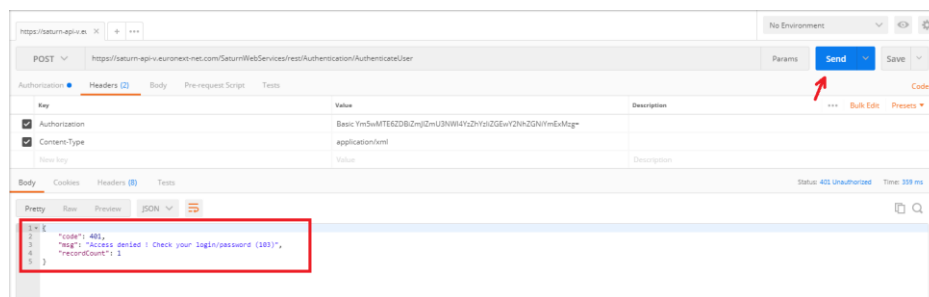 https://saturn-api-v.eu × + •••
No Environment
POST https://saturn-api-v.euronext-net.com/SaturnWebServices/rest/Authentication/AuthenticateUser Params Send Save
Authorization Headers (2) Body Pre-request Script Tests Code
Key Value Description ••• Bulk Edit Presets
Authorization
Content-Type application/xml
New key Value Description
Body Cookies Headers (8) Tests Status: 401 Unauthorized Time: 359 ms
Pretty Raw Preview JSON
1 {
2 "code": 401,
3 "msg": "Access denied ! Check your login/password (103)",
4 "recordCount": 1
5 }